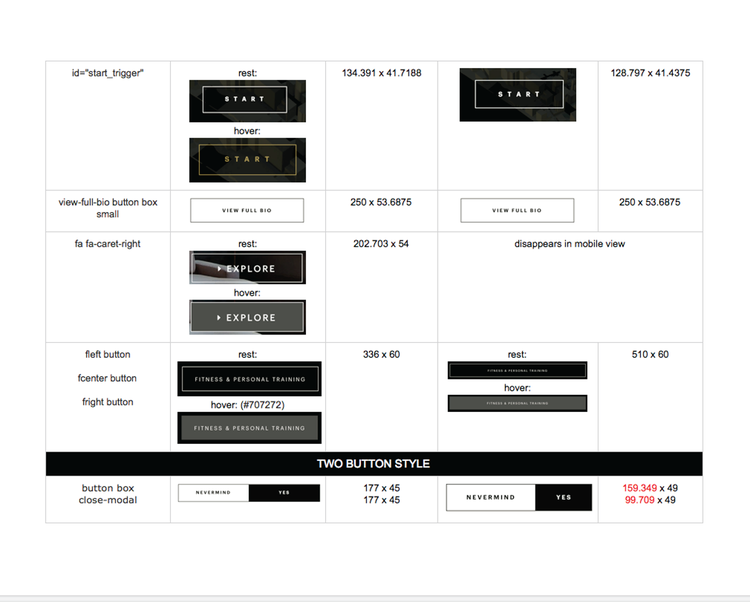 id="start_trigger"
rest:
START
hover:
START
134.391 x 41.7188
START
128.797 x 41.4375
view-full-bio button box
small
VIEW FULL BIO
250 x 53.6875
VIEW FULL BIO
250 x 53.6875
fa fa-caret-right
rest:
EXPLORE
hover:
EXPLORE
202.703 x 54
disappears in mobile view
fleft button
fcenter button
fright button
rest:
FITNESS & PERSONAL TRAINING
hover: (#707272)
FITNESS & PERSONAL TRAINING
336 x 60
rest:
FITNESS & PERSONAL TRAINING
hover:
FITNESS & PERSONAL TRAINING
510 x 60
TWO BUTTON STYLE
button box
close-modal
NEVERMIND YES
177 x 45
177 x 45
NEVERMIND YES
159.349 x 49
99.709 x 49